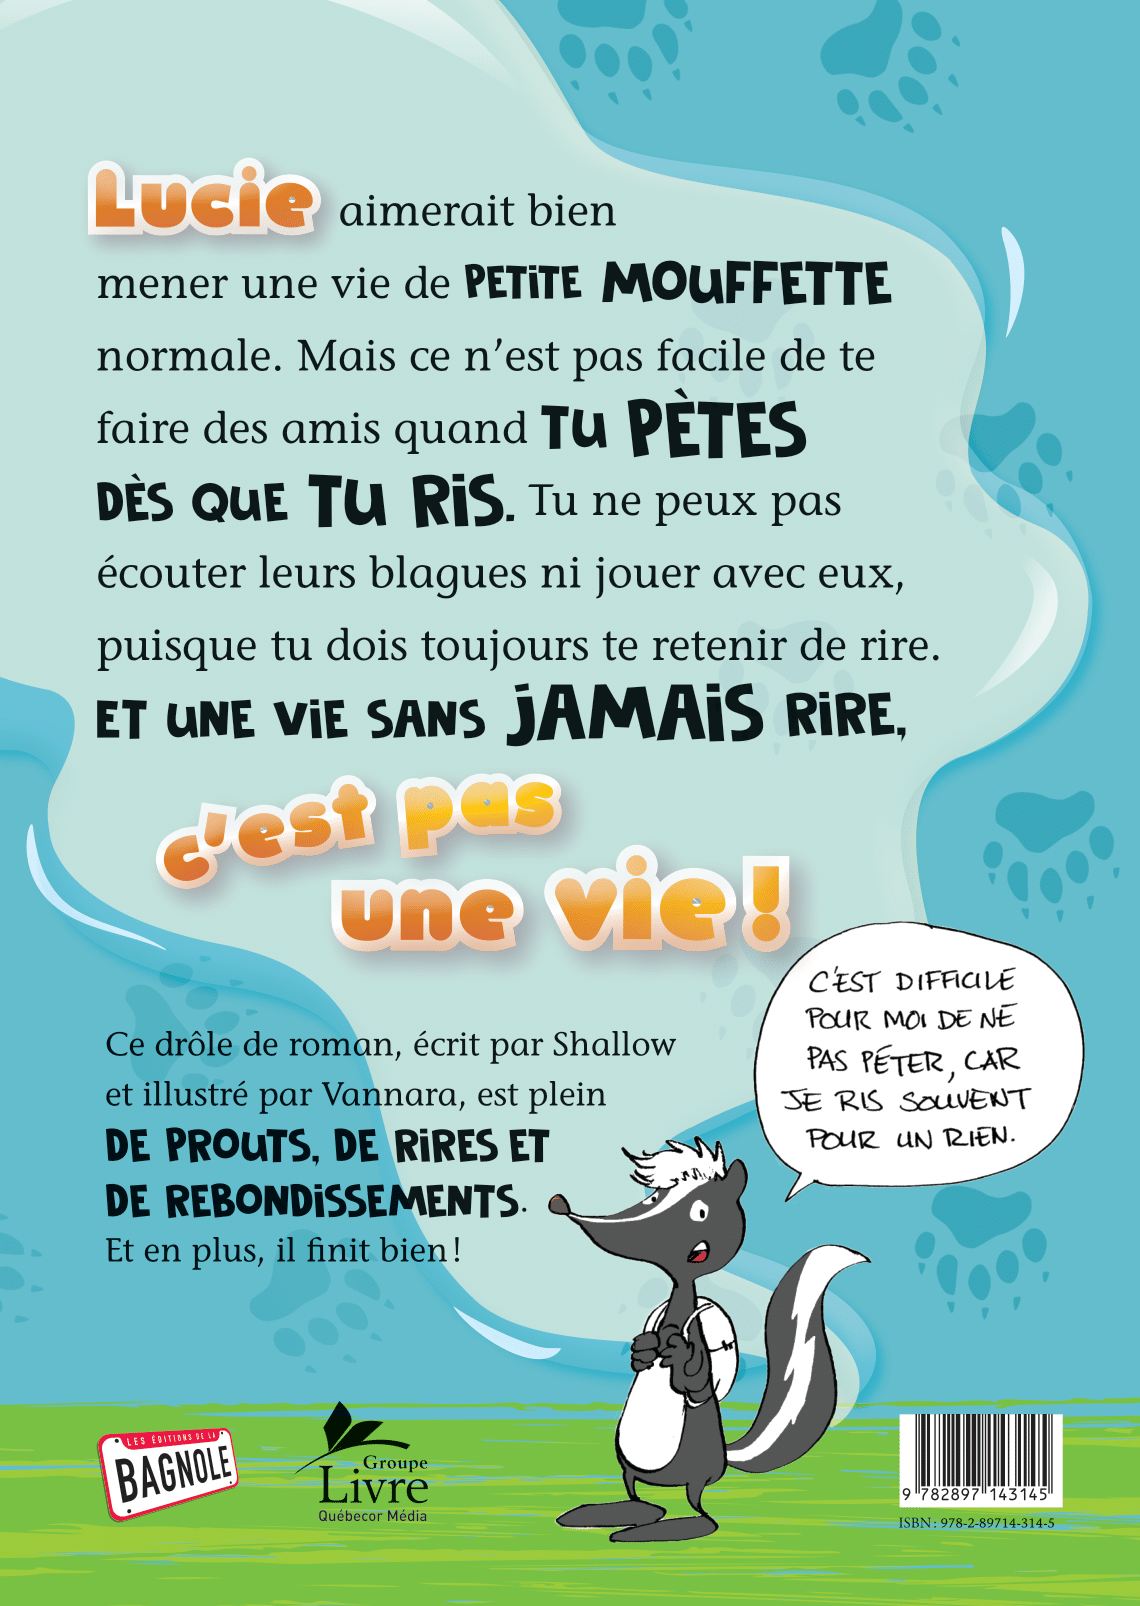 Lucie aimerait bien
mener une vie de PETiTE MOUFFETTE
normale. Mais ce n’est pas facile de te
faire des amis quand TU PÈTES
DÈS QUE TU RiS. Tu ne peux pas
écouter leurs blagues ni jouer avec eux,
puisque tu dois toujours te retenir de rire.
ET UNE ViE SANS JAMAiS RiRE,
c'est pas
une vie !
C'EST DIFFICILE
POUR MOI DE NE
PAS PÉTER, CAR
JE RIS SOUVENT
POUR UN RIEN.
Ce drôle de roman, écrit par Shallow
et illustré par Vannara, est plein
DE PROUTS, DE RiRES ET
DE REBONDiSSEMENTS.
Et en plus, il finit bien !
LES ÉDITIONS DE LA
BAGNOLE
Groupe
Livre
Québecor Média
9 782897 143145
ISBN : 978-2-89714-314-5